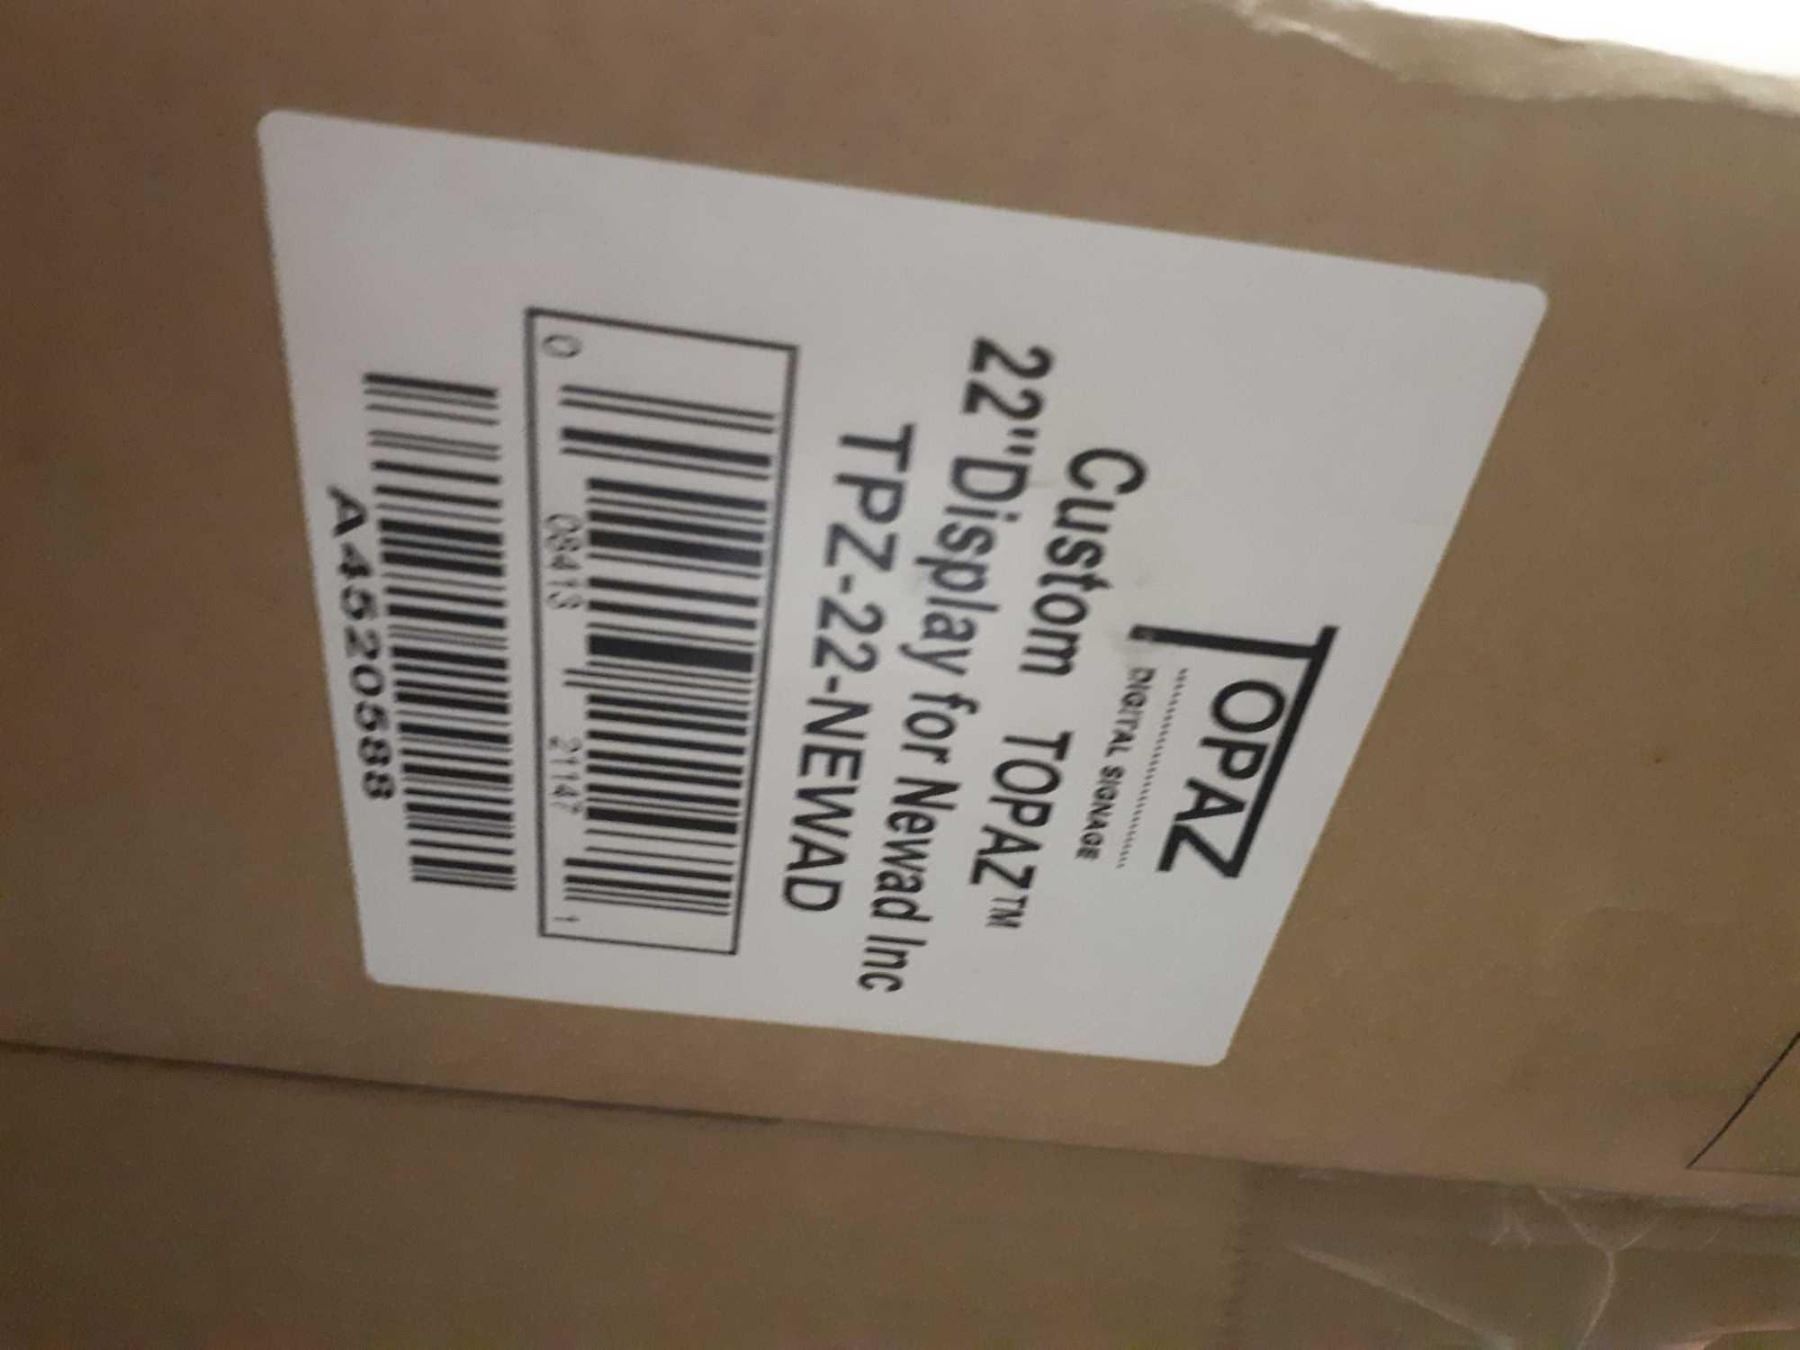 TOPAZ
DIGITAL SIGNAGE
Custom TOPAZ™
22"Display for Newad Inc
TPZ-22-NEWAD
0 08413 21147 1
A4520588